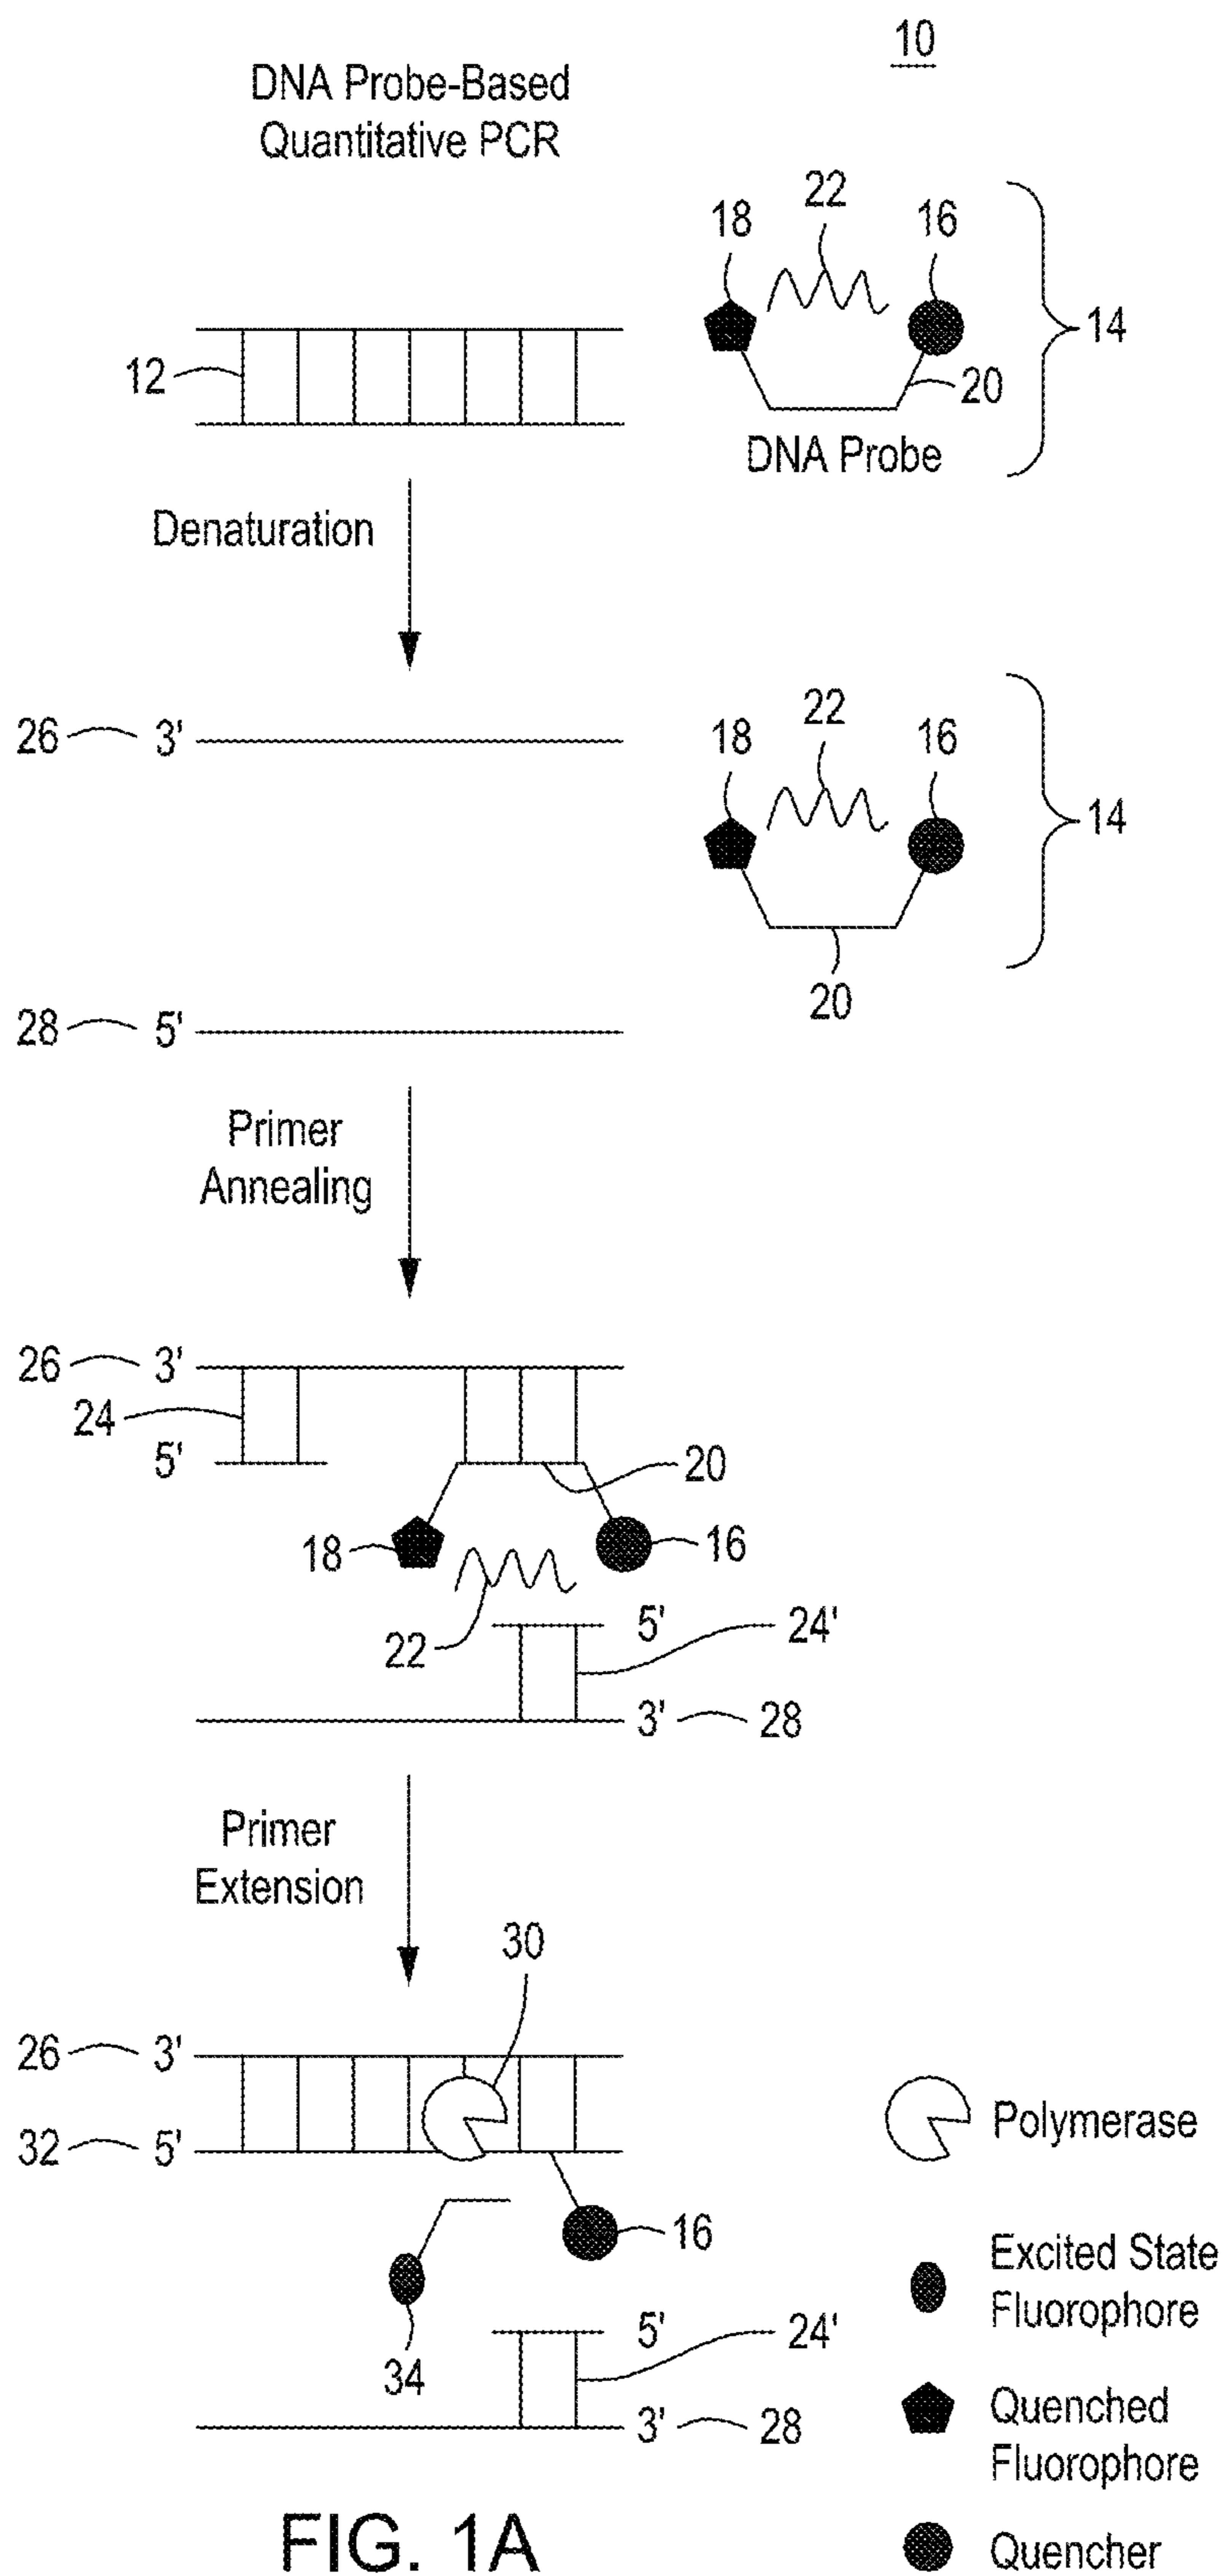 10
DNA Probe-Based
Quantitative PCR
18
22
16
12
14
20
DNA Probe
Denaturation
26 3'
18
22
16
14
20
28 5'
Primer
Annealing
26 3'
24
5'
20
18
16
22
5'
24'
3' 28
Primer
Extension
30
26 3'
32 5'
Polymerase
16
34
5'
24'
3' 28
Excited State
Fluorophore
Quenched
Fluorophore
Quencher
FIG. 1A